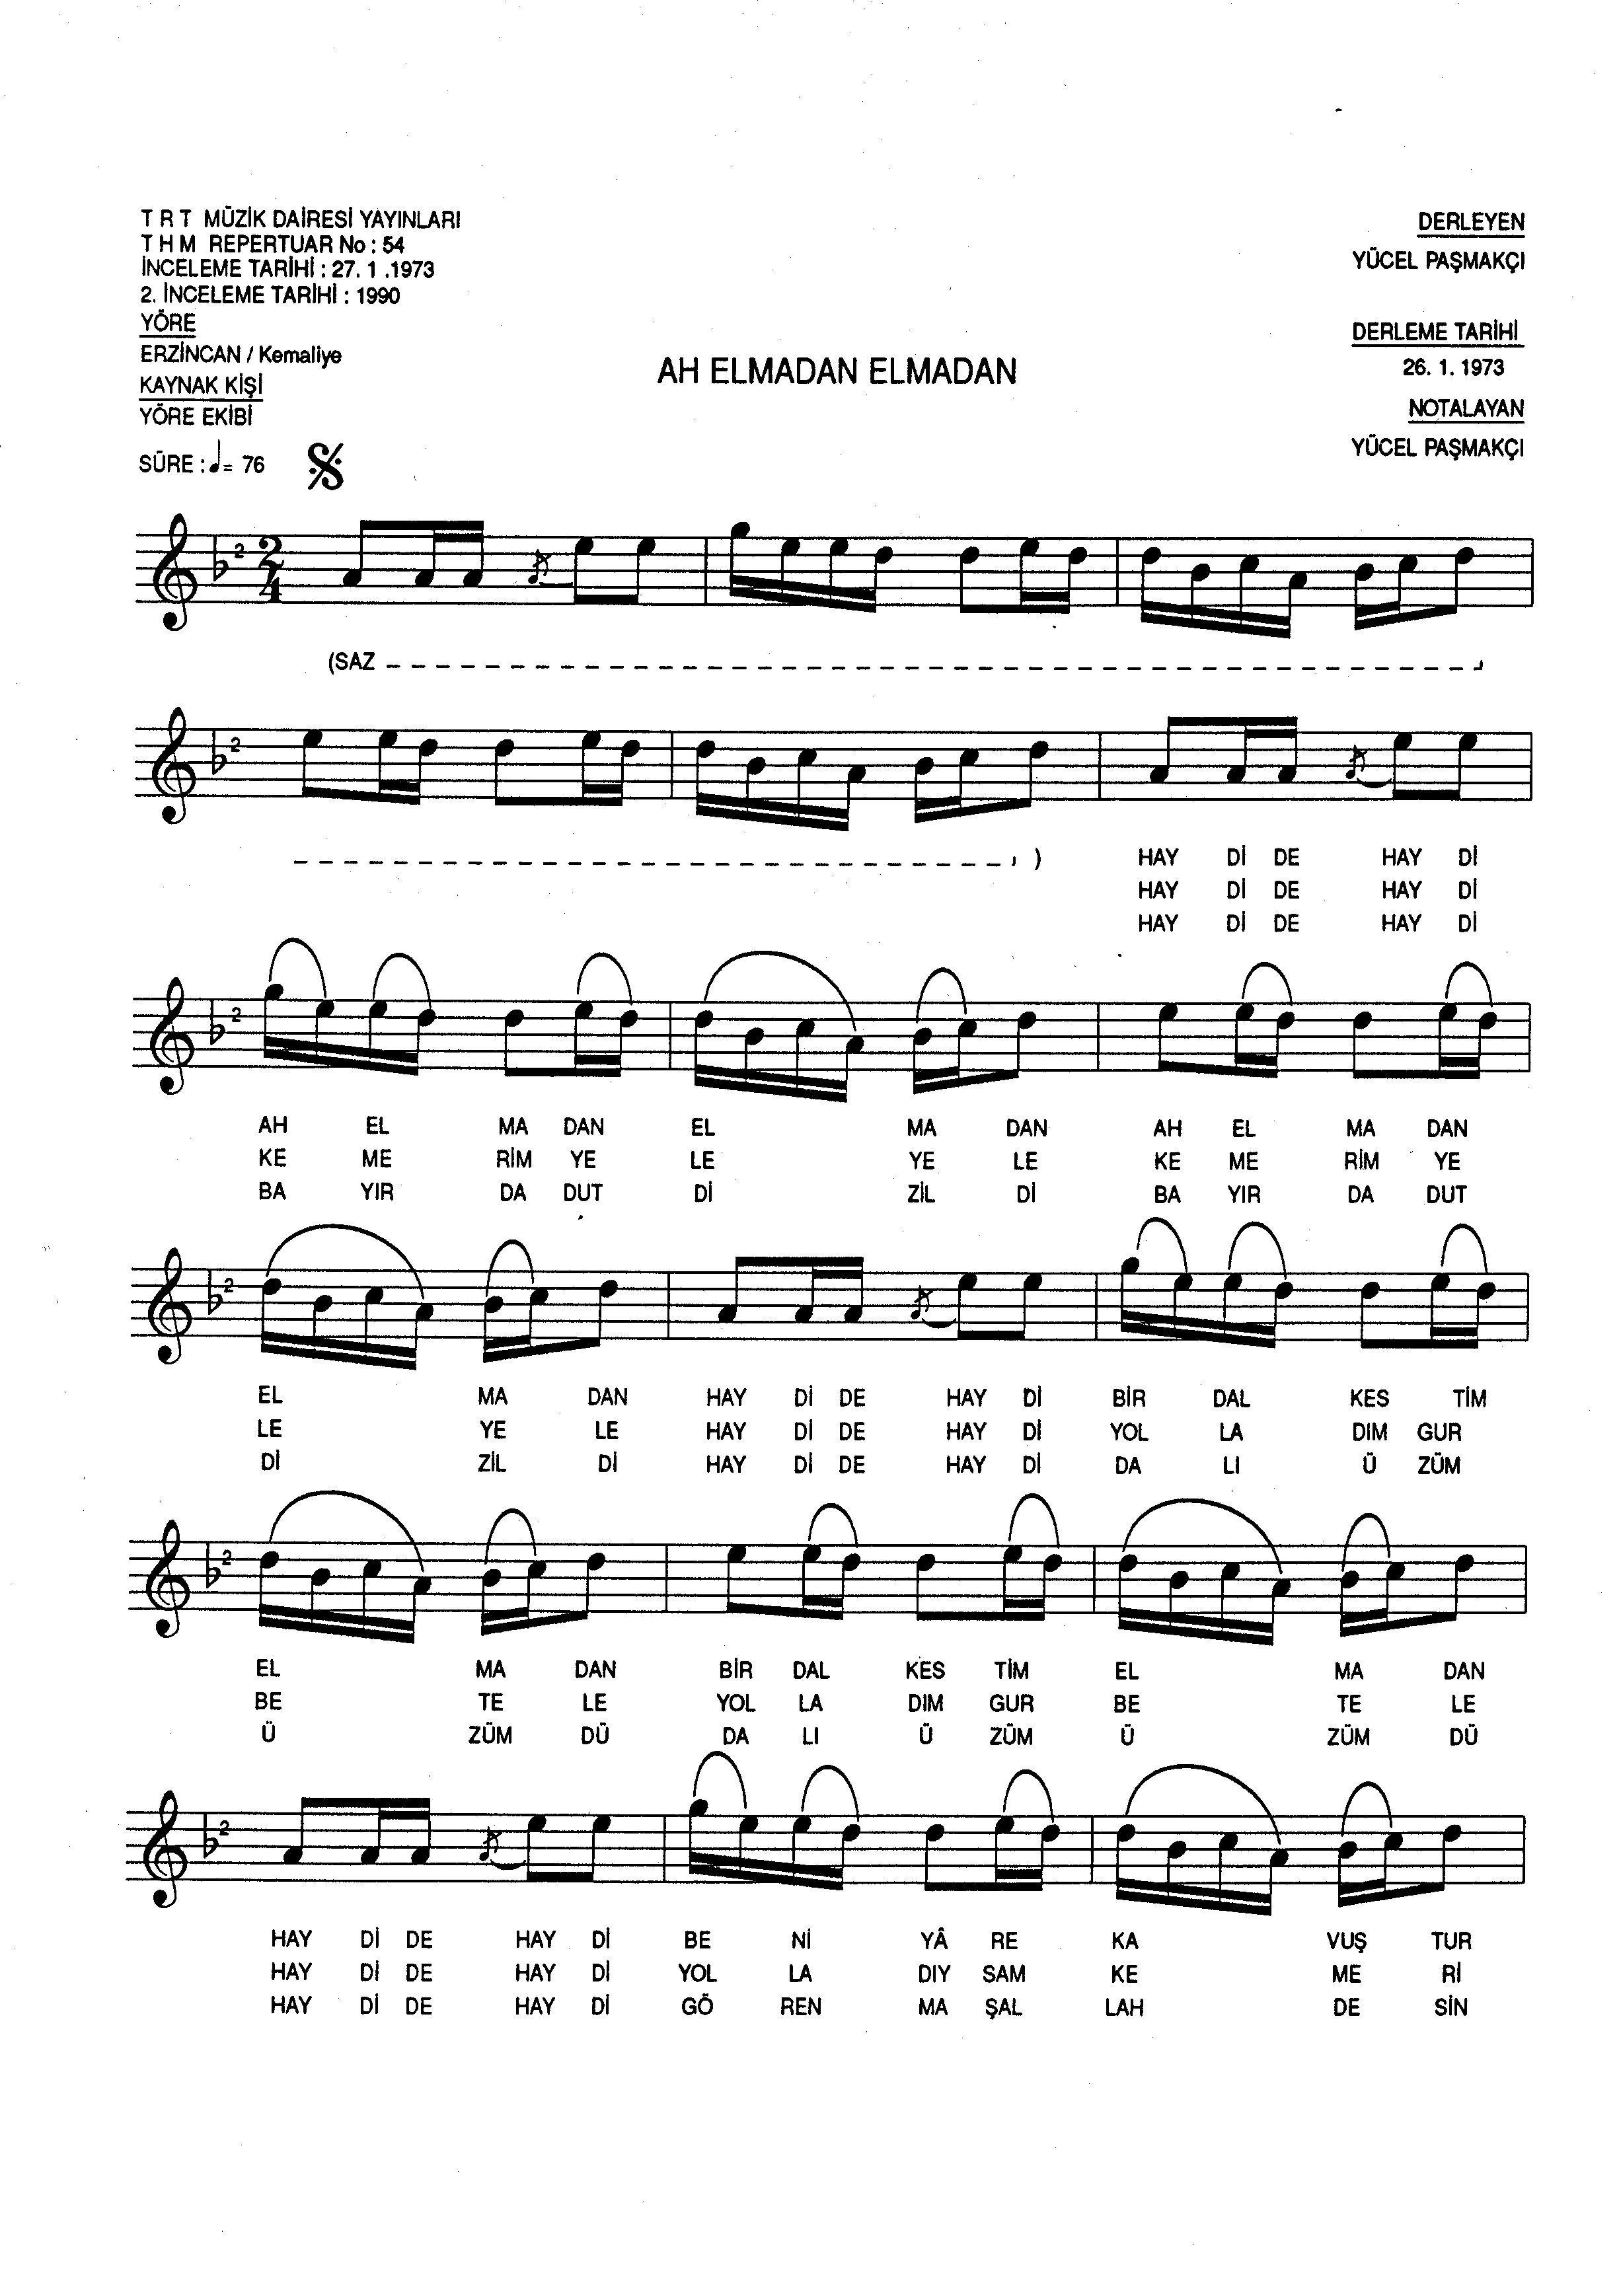 T R T MÜZİK DAİRESİ YAYINLARI
T H M REPERTUAR No : 54
İNCELEME TARİHİ : 27. 1 .1973
2. İNCELEME TARİHİ : 1990
YÖRE
ERZİNCAN / Kemaliye
KAYNAK KİŞİ
YÖRE EKİBİ
SÜRE : ♩= 76
AH ELMADAN ELMADAN
DERLEYEN
YÜCEL PAŞMAKÇI
DERLEME TARİHİ
26. 1. 1973
NOTALAYAN
YÜCEL PAŞMAKÇI
2 2 4
(SAZ
2
)
HAY Dİ DE HAY Dİ
HAY Dİ DE HAY Dİ
HAY Dİ DE HAY Dİ
2
AH EL MA DAN EL MA DAN AH EL MA DAN
KE ME RİM YE LE YE LE KE ME RİM YE
BA YIR DA DUT Dİ ZİL Dİ BA YIR DA DUT
2
EL MA DAN HAY Dİ DE HAY Dİ BİR DAL KES TİM
LE YE LE HAY Dİ DE HAY Dİ YOL LA DIM GUR
Dİ ZİL Dİ HAY Dİ DE HAY Dİ DA LI Ü ZÜM
2
EL MA DAN BİR DAL KES TİM EL MA DAN
BE TE LE YOL LA DIM GUR BE TE LE
Ü ZÜM DÜ DA LI Ü ZÜM Ü ZÜM DÜ
2
HAY Dİ DE HAY Dİ BE Nİ YÂ RE KA VUŞ TUR
HAY Dİ DE HAY Dİ YOL LA DIY SAM KE ME Rİ
HAY Dİ DE HAY Dİ GÖ REN MA ŞAL LAH DE SİN